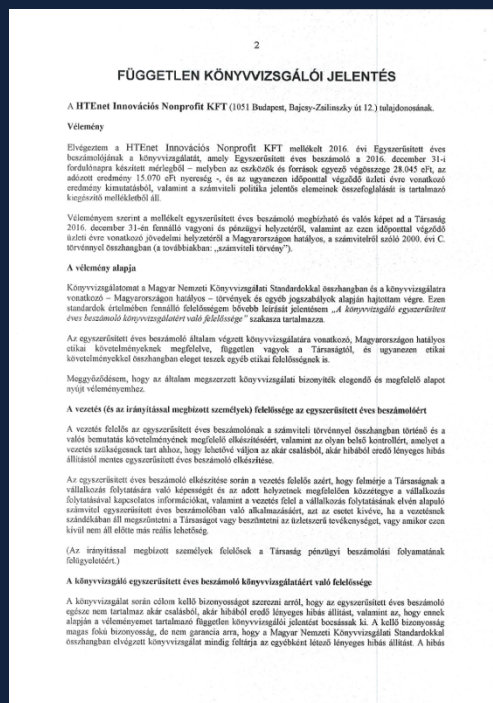 2
FÜGGETLEN KÖNYVVIZSGÁLÓI JELENTÉS
A HTEnet Innovációs Nonprofit KFT (1051 Budapest, Bajcsy-Zsilinszky út 12.) tulajdonosának.
Vélemény
Elvégeztem a HTEnet Innovációs Nonprofit KFT mellékelt 2016. évi Egyszerűsített éves
beszámolójának a könyvvizsgálatát, amely Egyszerűsített éves beszámoló a 2016. december 31-i
fordulónapra készített mérlegből – melyben az eszközök és források egyező végösszege 28.045 eFt, az
adózott eredmény 15.070 eFt nyereség -, és az ugyanezen időponttal végződő üzleti évre vonatkozó
eredmény kimutatásból, valamint a számviteli politika jelentős elemeinek összefoglalását is tartalmazó
kiegészítő mellékletből áll.
Véleményem szerint a mellékelt egyszerűsített éves beszámoló megbízható és valós képet ad a Társaság
2016. december 31-én fennálló vagyoni és pénzügyi helyzetéről, valamint az ezen időponttal végződő
üzleti évre vonatkozó jövedelmi helyzetéről a Magyarországon hatályos, a számvitelről szóló 2000. évi C.
törvénnyel összhangban (a továbbiakban: „számviteli törvény").
A vélemény alapja
Könyvvizsgálatomat a Magyar Nemzeti Könyvvizsgálati Standardokkal összhangban és a könyvvizsgálatra
vonatkozó – Magyarországon hatályos – törvények és egyéb jogszabályok alapján hajtottam végre. Ezen
standardok értelmében fennálló felelősségem bővebb leírását jelentésem „A könyvvizsgáló egyszerűsített
éves beszámoló könyvvizsgálatáért való felelőssége" szakasza tartalmazza.
Az egyszerűsített éves beszámoló általam végzett könyvvizsgálatára vonatkozó, Magyarországon hatályos
etikai követelményeknek megfelelve, független vagyok a Társaságtól, és ugyanezen etikai
követelményekkel összhangban eleget teszek egyéb etikai felelősségnek is.
Meggyőződésem, hogy az általam megszerzett könyvvizsgálati bizonyíték elegendő és megfelelő alapot
nyújt véleményemhez.
A vezetés (és az irányítással megbízott személyek) felelőssége az egyszerűsített éves beszámolóért
A vezetés felelős az egyszerűsített éves beszámolónak a számviteli törvénnyel összhangban történő és a
valós bemutatás követelményének megfelelő elkészítéséért, valamint az olyan belső kontrollért, amelyet a
vezetés szükségesnek tart ahhoz, hogy lehetővé váljon az akár csalásból, akár hibából eredő lényeges hibás
állítástól mentes egyszerűsített éves beszámoló elkészítése.
Az egyszerűsített éves beszámoló elkészítése során a vezetés felelős azért, hogy felmérje a Társaságnak a
vállalkozás folytatására való képességét és az adott helyzetnek megfelelően közzétegye a vállalkozás
folytatásával kapcsolatos információkat, valamint a vezetés felel a vállalkozás folytatásának elvén alapuló
számvitel egyszerűsített éves beszámolóban való alkalmazásáért, azt az esetet kivéve, ha a vezetésnek
szándékában áll megszüntetni a Társaságot vagy beszüntetni az üzletszerű tevékenységet, vagy amikor ezen
kívül nem áll előtte más reális lehetőség.
(Az irányítással megbízott személyek felelősek a Társaság pénzügyi beszámolási folyamatának
felügyeletéért.)
A könyvvizsgáló egyszerűsített éves beszámoló könyvvizsgálatáért való felelőssége
A könyvvizsgálat során célom kellő bizonyosságot szerezni arról, hogy az egyszerűsített éves beszámoló
egésze nem tartalmaz akár csalásból, akár hibából eredő lényeges hibás állítást, valamint az, hogy ennek
alapján a véleményemet tartalmazó független könyvvizsgálói jelentést bocsássak ki. A kellő bizonyosság
magas fokú bizonyosság, de nem garancia arra, hogy a Magyar Nemzeti Könyvvizsgálati Standardokkal
összhangban elvégzett könyvvizsgálat mindig feltárja az egyébként létező lényeges hibás állítást. A hibás